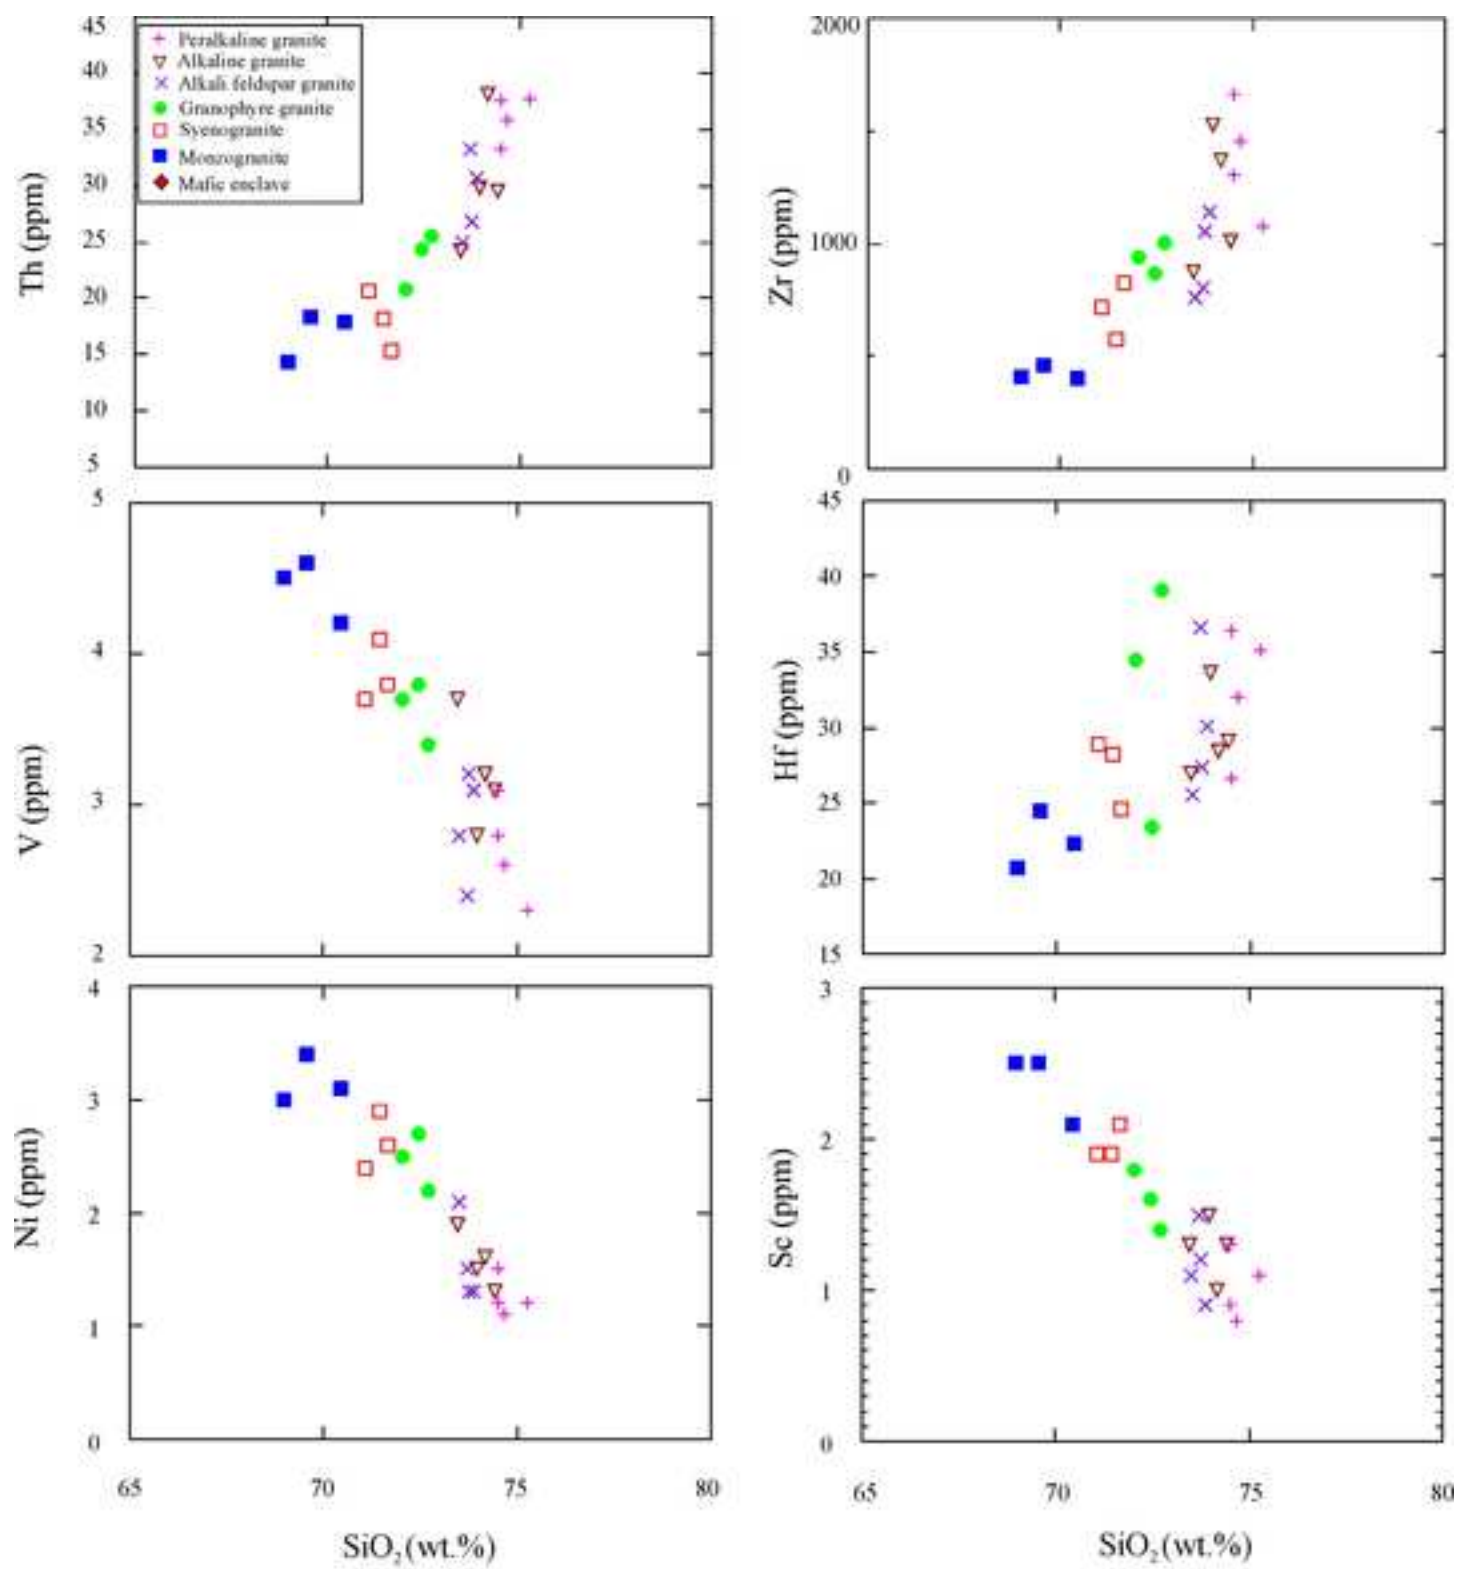 45
40
35
30
25
20
15
10
5
Th (ppm)
Peralkaline granite
Alkaline granite
Alkali feldspar granite
Granophyre granite
Syenogranite
Monzogranite
Mafic enclave
2000
1000
0
Zr (ppm)
5
4
3
2
V (ppm)
45
40
35
30
25
20
15
Hf (ppm)
4
3
2
1
0
Ni (ppm)
65 70 75 80
SiO₂(wt.%)
3
2
1
0
Sc (ppm)
65 70 75 80
SiO₂(wt.%)